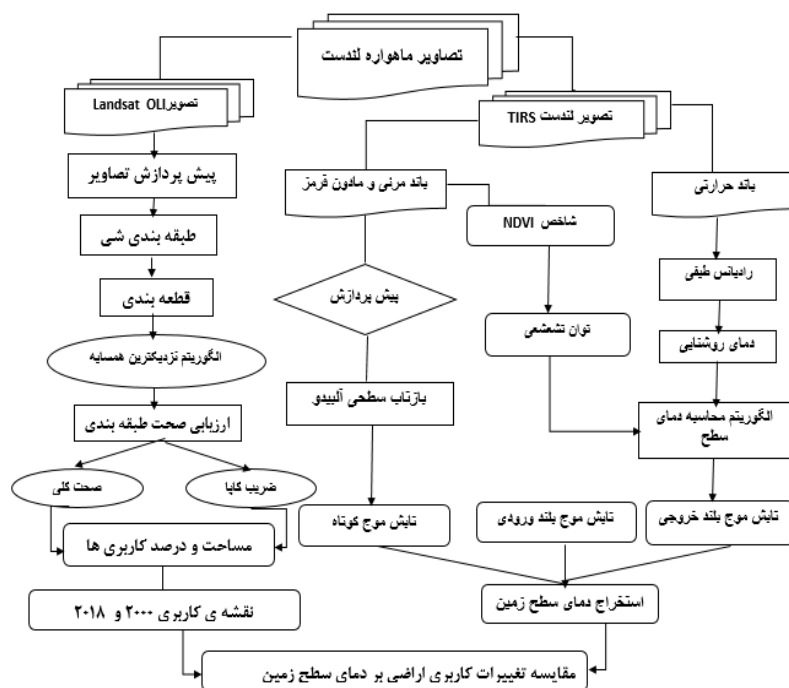 تصاویر ماهواره لندست
تصویر Landsat OLI
تصویر لندست TIRS
پیش پردازش تصاویر
طبقه بندی شی
قطعه بندی
الگوریتم نزدیکترین همسایه
ارزیابی صحت طبقه بندی
صحت کلی
ضریب کاپا
مساحت و درصد کاربری ها
نقشه ی کاربری ۲۰۰۰ و ۲۰۱۸
باند مرئی و مادون قرمز
پیش پردازش
بازتاب سطحی آلبیدو
تابش موج کوتاه
شاخص NDVI
توان تشعشعی
باند حرارتی
رادیانس طیفی
دمای روشنایی
الگوریتم محاسبه دمای
سطح
تابش موج بلند ورودی
تابش موج بلند خروجی
استخراج دمای سطح زمین
مقایسه تغییرات کاربری اراضی بر دمای سطح زمین